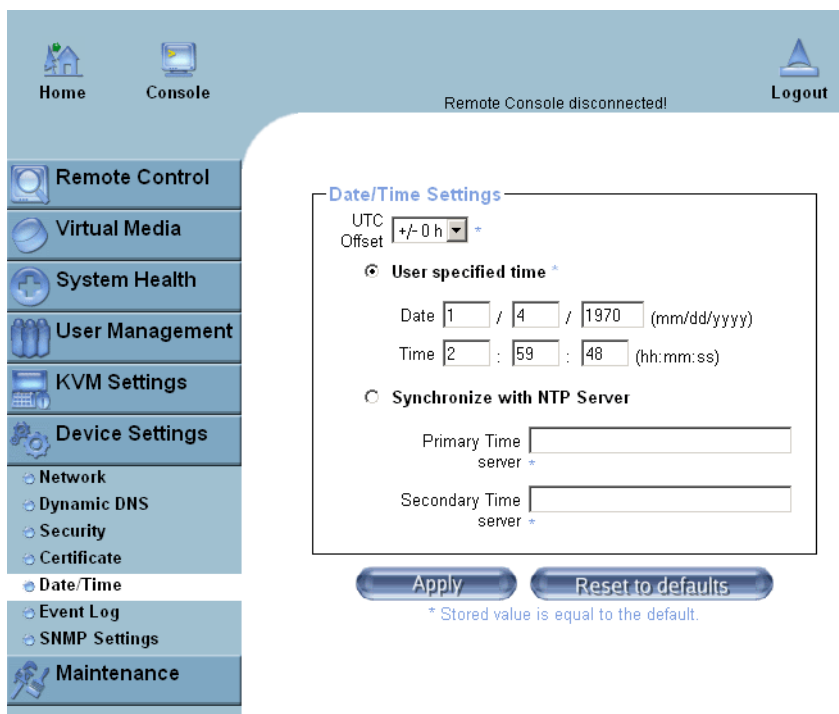 Home
Console
Remote Console disconnected!
Logout
Remote Control
Virtual Media
System Health
User Management
KVM Settings
Device Settings
Network
Dynamic DNS
Security
Certificate
Date/Time
Event Log
SNMP Settings
Maintenance
Date/Time Settings
UTC
Offset +/- 0 h *
User specified time *
Date 1 / 4 / 1970 (mm/dd/yyyy)
Time 2 : 59 : 48 (hh:mm:ss)
Synchronize with NTP Server
Primary Time
server *
Secondary Time
server *
Apply
Reset to defaults
* Stored value is equal to the default.